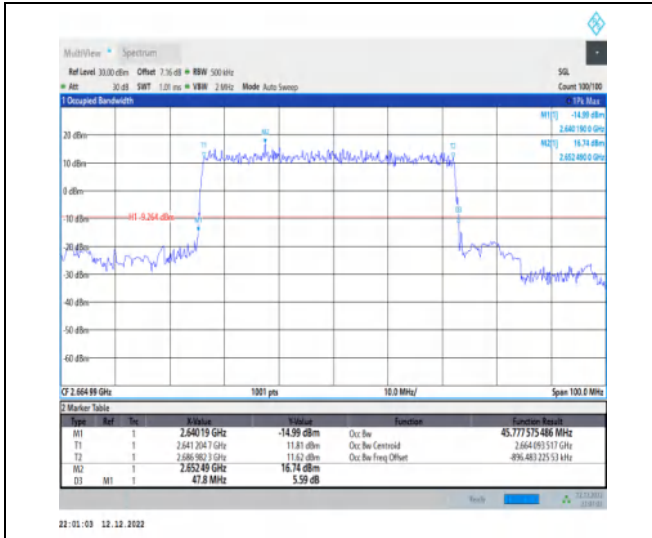 MultiView Spectrum
Ref Level 30.00 dBm Offset 7.36 dB RBW 500 kHz SGL
Att 30 dB SWT 1.01 ms VBW 2 MHz Mode Auto Sweep Count 100/100
1 Occupied Bandwidth 1Pk Max
M1[1] -14.99 dBm
2.640 190 0 GHz
M2[1] 16.74 dBm
2.652 490 0 GHz
20 dBm
10 dBm
0 dBm
-10 dBm
H1 -9.264 dBm
-20 dBm
-30 dBm
-40 dBm
-50 dBm
-60 dBm
T1 M2 T2
M1 D3
CF 2.664 99 GHz 1001 pts 10.0 MHz/ Span 100.0 MHz
2 Marker Table
Type Ref Trc X-Value Y-Value Function Function Result
M1 1 2.640 19 GHz -14.99 dBm Occ Bw 45.777 575 486 MHz
T1 1 2.641 204 7 GHz 11.81 dBm Occ Bw Centroid 2.664 093 517 GHz
T2 1 2.686 982 3 GHz 11.62 dBm Occ Bw Freq Offset -896.483 225 53 kHz
M2 1 2.652 49 GHz 16.74 dBm
D3 M1 1 47.8 MHz 5.59 dB
Ready 12.12.2022
22:01:03 12.12.2022